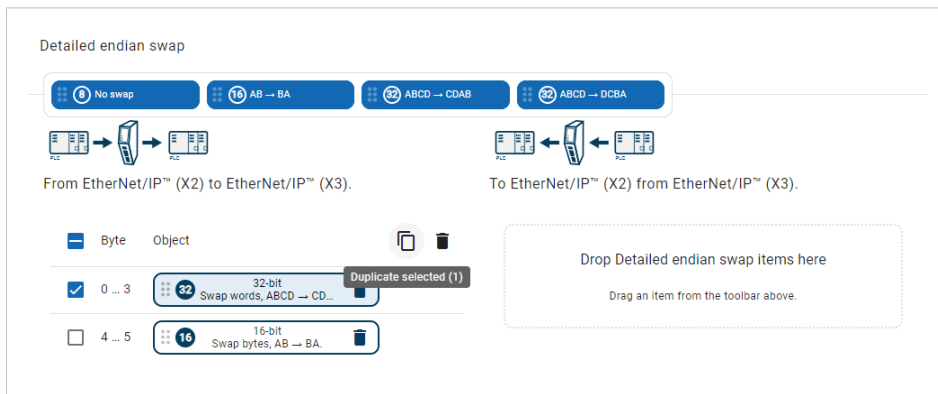 Detailed endian swap
8 No swap
16 AB → BA
32 ABCD → CDAB
32 ABCD → DCBA
PLC
PLC
From EtherNet/IP™ (X2) to EtherNet/IP™ (X3).
PLC
PLC
To EtherNet/IP™ (X2) from EtherNet/IP™ (X3).
Byte Object
Duplicate selected (1)
0 ... 3
32
32-bit
Swap words, ABCD → CD...
4 ... 5
16
16-bit
Swap bytes, AB → BA.
Drop Detailed endian swap items here
Drag an item from the toolbar above.